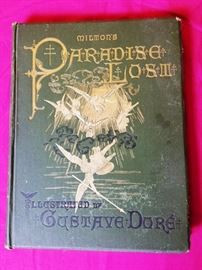 MILTON'S
PARADISE
LOST
ILLUSTRATED BY
GUSTAVE DORÉ